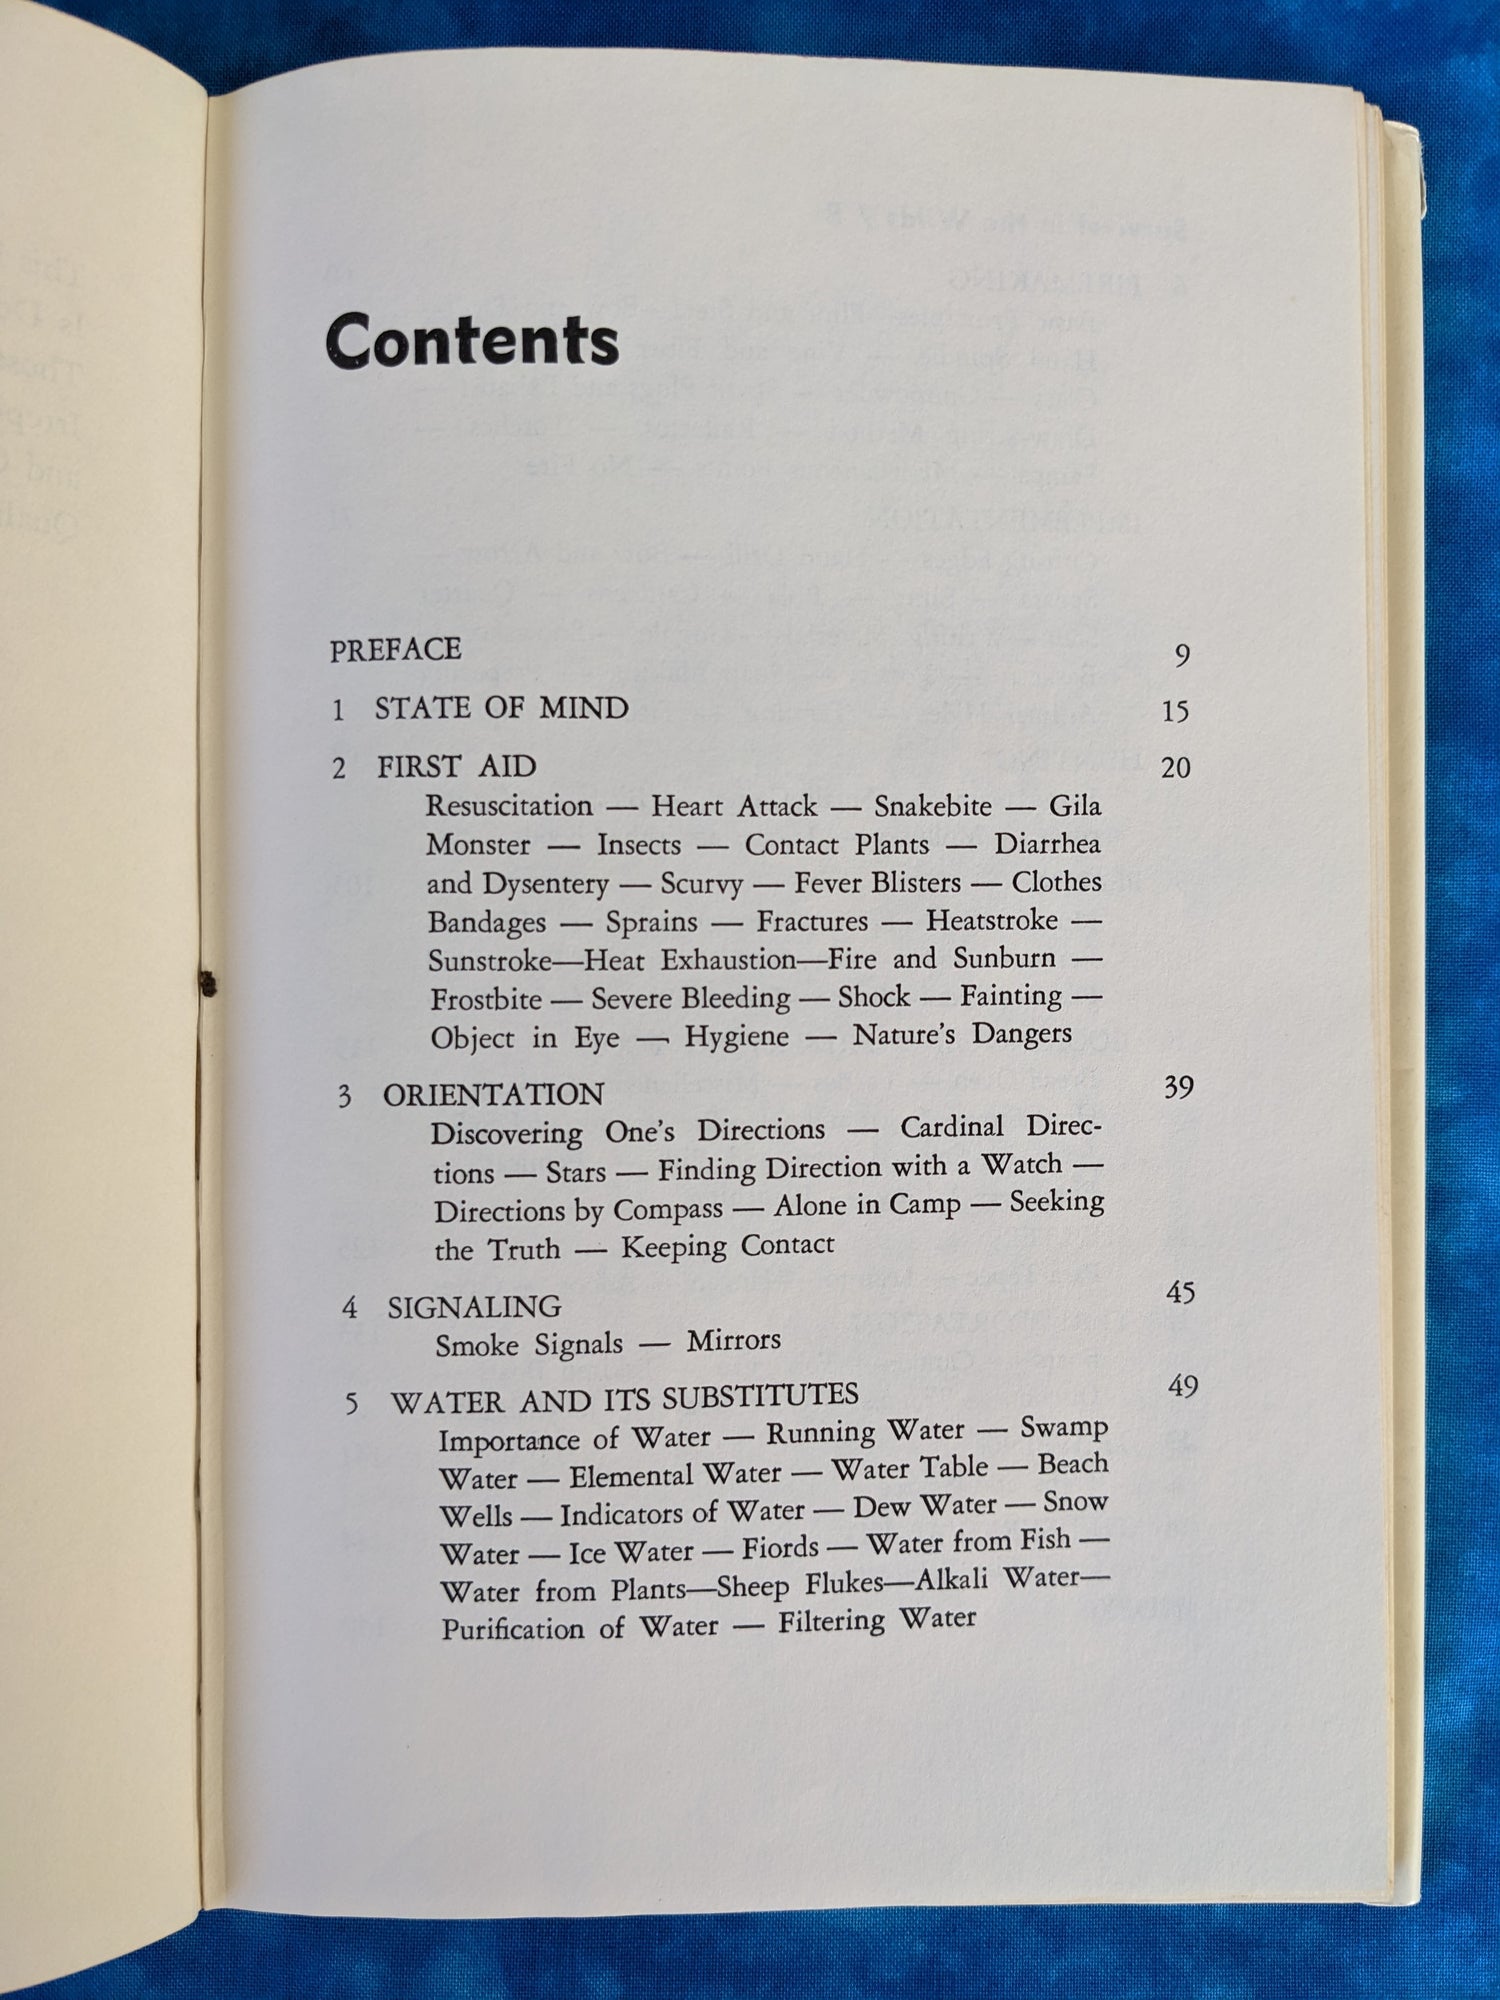 Contents
PREFACE 9
1 STATE OF MIND 15
2 FIRST AID 20
Resuscitation — Heart Attack — Snakebite — Gila
Monster — Insects — Contact Plants — Diarrhea
and Dysentery — Scurvy — Fever Blisters — Clothes
Bandages — Sprains — Fractures — Heatstroke —
Sunstroke—Heat Exhaustion—Fire and Sunburn —
Frostbite — Severe Bleeding — Shock — Fainting —
Object in Eye — Hygiene — Nature's Dangers
3 ORIENTATION 39
Discovering One's Directions — Cardinal Direc-
tions — Stars — Finding Direction with a Watch —
Directions by Compass — Alone in Camp — Seeking
the Truth — Keeping Contact
4 SIGNALING 45
Smoke Signals — Mirrors
5 WATER AND ITS SUBSTITUTES 49
Importance of Water — Running Water — Swamp
Water — Elemental Water — Water Table — Beach
Wells — Indicators of Water — Dew Water — Snow
Water — Ice Water — Fiords — Water from Fish —
Water from Plants—Sheep Flukes—Alkali Water—
Purification of Water — Filtering Water